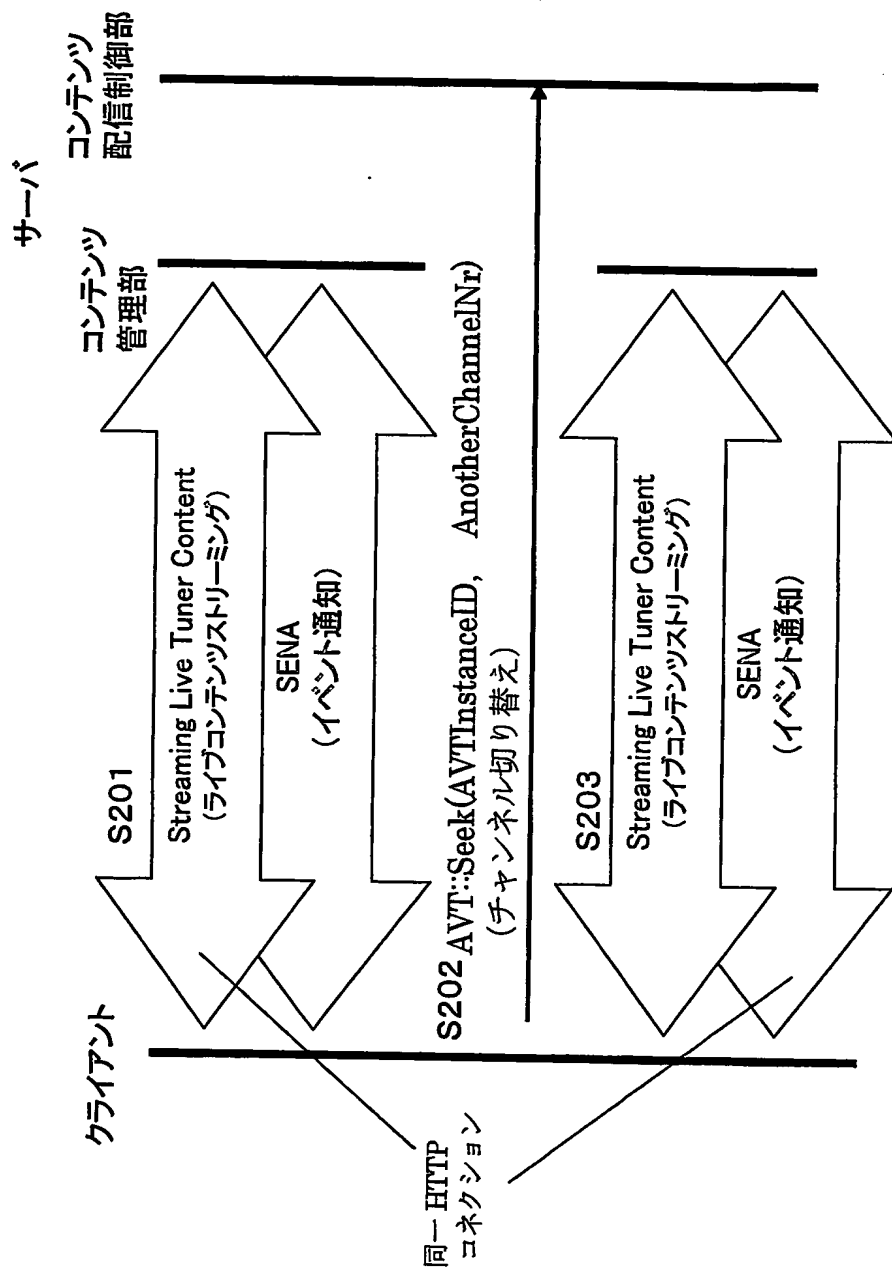 サーバ
クライアント
コンテンツ
管理部
コンテンツ
配信制御部
S201
Streaming Live Tuner Content
(ライブコンテンツストリーミング)
SENA
(イベント通知)
S202 AVT::Seek(AVTInstanceID, AnotherChannelNr)
(チャンネル切り替え)
S203
Streaming Live Tuner Content
(ライブコンテンツストリーミング)
SENA
(イベント通知)
同一HTTP
コネクション